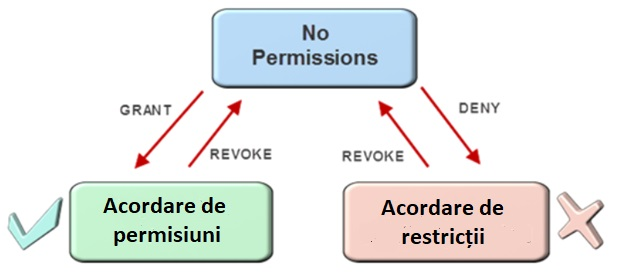 No
Permissions
GRANT
DENY
REVOKE
REVOKE
Acordare de
permisiuni
Acordare de
restricții